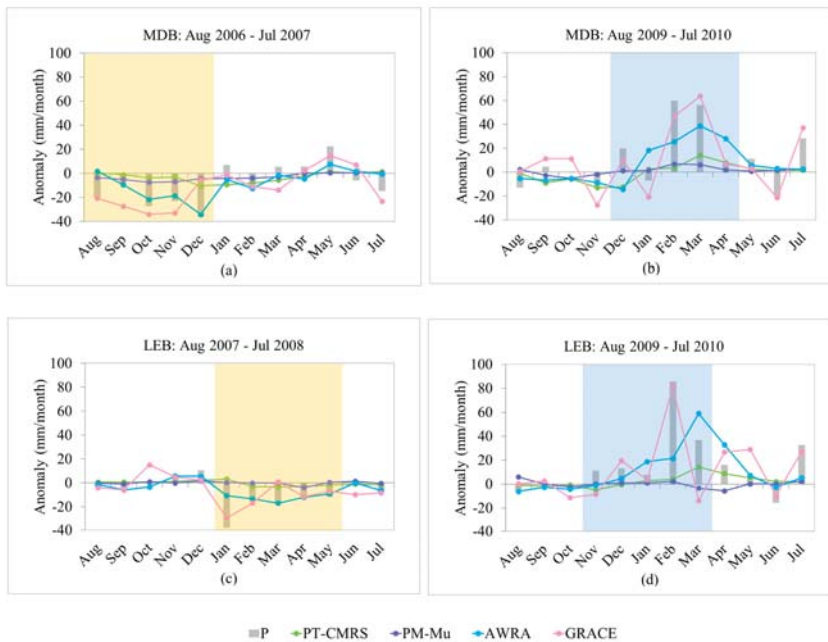 MDB: Aug 2006 - Jul 2007
Anomaly (mm/month)
100
80
60
40
20
0
-20
-40
Aug Sep Oct Nov Dec Jan Feb Mar Apr May Jun Jul
(a)
MDB: Aug 2009 - Jul 2010
Anomaly (mm/month)
100
80
60
40
20
0
-20
-40
Aug Sep Oct Nov Dec Jan Feb Mar Apr May Jun Jul
(b)
LEB: Aug 2007 - Jul 2008
Anomaly (mm/month)
100
80
60
40
20
0
-20
-40
Aug Sep Oct Nov Dec Jan Feb Mar Apr May Jun Jul
(c)
LEB: Aug 2009 - Jul 2010
Anomaly (mm/month)
100
80
60
40
20
0
-20
-40
Aug Sep Oct Nov Dec Jan Feb Mar Apr May Jun Jul
(d)
P PT-CMRS PM-Mu AWRA GRACE